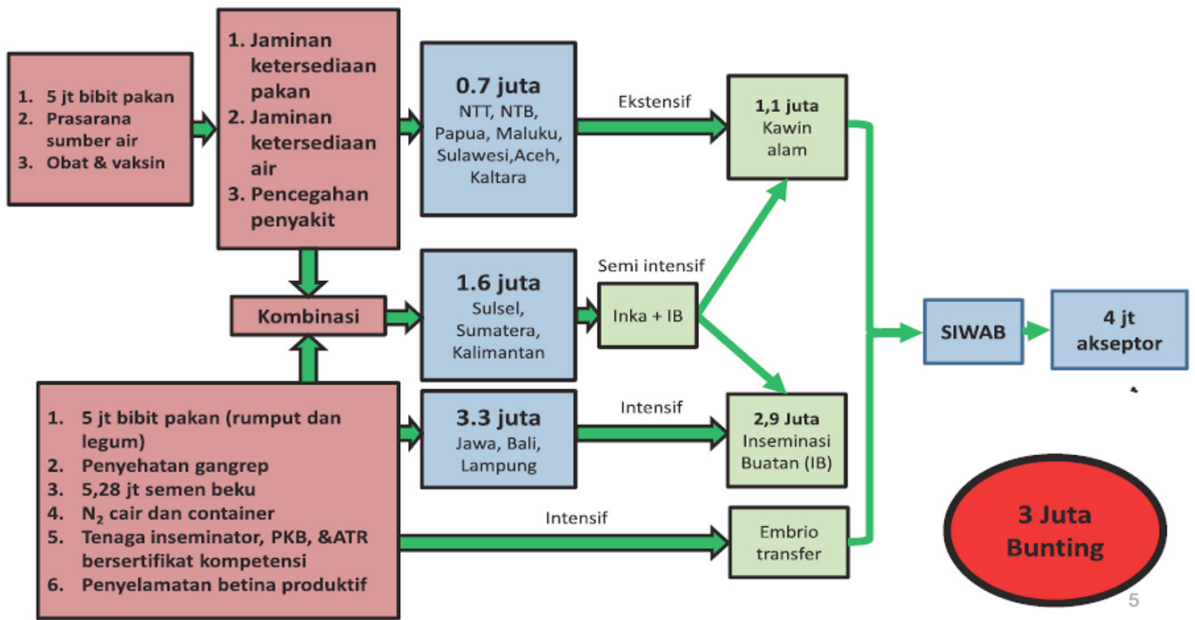 1. 5 jt bibit pakan
2. Prasarana
sumber air
3. Obat & vaksin
1. Jaminan
ketersediaan
pakan
2. Jaminan
ketersediaan
air
3. Pencegahan
penyakit
0.7 juta
NTT, NTB,
Papua, Maluku,
Sulawesi,Aceh,
Kaltara
Ekstensif
1,1 juta
Kawin
alam
Kombinasi
1.6 juta
Sulsel,
Sumatera,
Kalimantan
Semi intensif
Inka + IB
SIWAB
4 jt
akseptor
1. 5 jt bibit pakan (rumput dan
legum)
2. Penyehatan gangrep
3. 5,28 jt semen beku
4. N₂ cair dan container
5. Tenaga inseminator, PKB, &ATR
bersertifikat kompetensi
6. Penyelamatan betina produktif
3.3 juta
Jawa, Bali,
Lampung
Intensif
2,9 Juta
Inseminasi
Buatan (IB)
Intensif
Embrio
transfer
3 Juta
Bunting
5